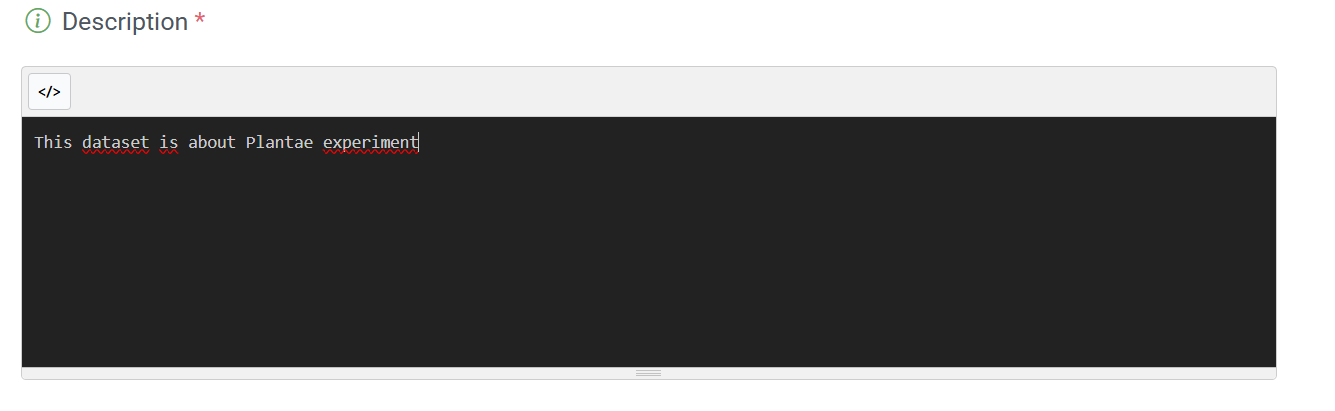 Description *
</>
This dataset is about Plantae experiment